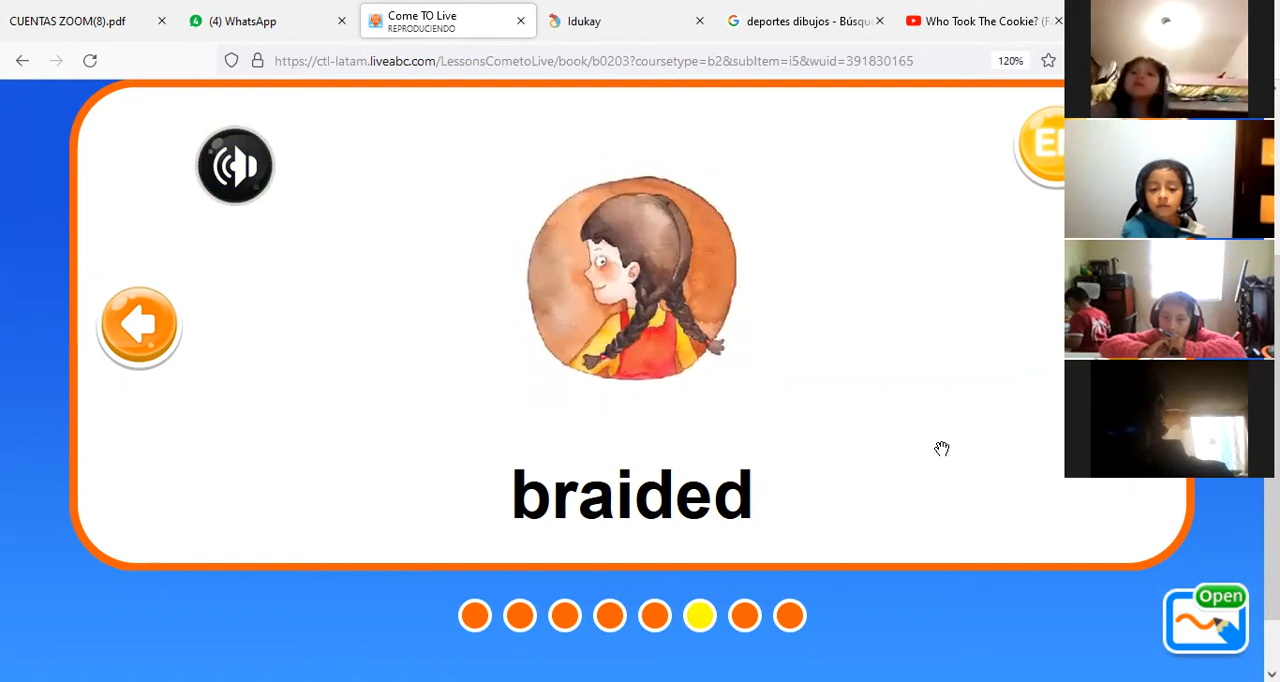 CUENTAS ZOOM(8).pdf
(4) WhatsApp
Come TO Live
REPRODUCIENDO
Idukay
deportes dibujos - Búsqu
Who Took The Cookie? (F
https://ctl-latam.liveabc.com/LessonsCometoLive/book/b0203?coursetype=b2&subItem=i5&wuid=391830165
120%
braided
Open